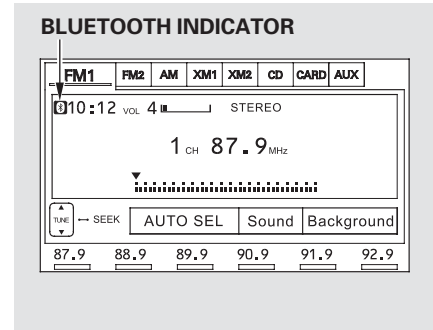 BLUETOOTH INDICATOR
FM1 FM2 AM XM1 XM2 CD CARD AUX
10:12 VOL 4 STEREO
1 CH 87.9 MHz
TUNE SEEK AUTO SEL Sound Background
87.9 88.9 89.9 90.9 91.9 92.9